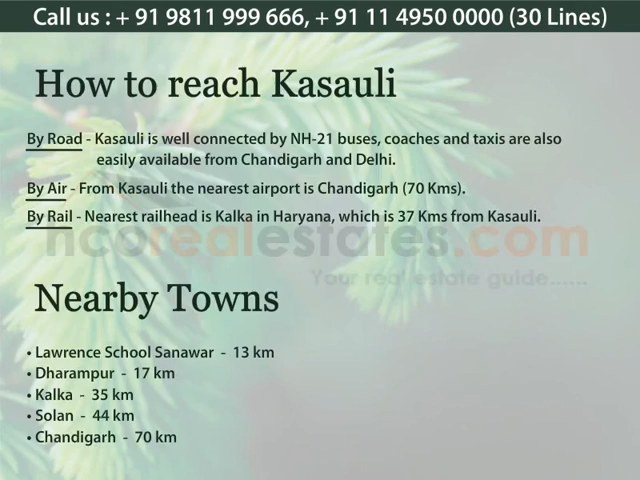 Call us : + 91 9811 999 666, + 91 11 4950 0000 (30 Lines)
How to reach Kasauli
By Road - Kasauli is well connected by NH-21 buses, coaches and taxis are also
easily available from Chandigarh and Delhi.
By Air - From Kasauli the nearest airport is Chandigarh (70 Kms).
By Rail - Nearest railhead is Kalka in Haryana, which is 37 Kms from Kasauli.
ncorealestates.com
Your real estate guide......
Nearby Towns
• Lawrence School Sanawar - 13 km
• Dharampur - 17 km
• Kalka - 35 km
• Solan - 44 km
• Chandigarh - 70 km